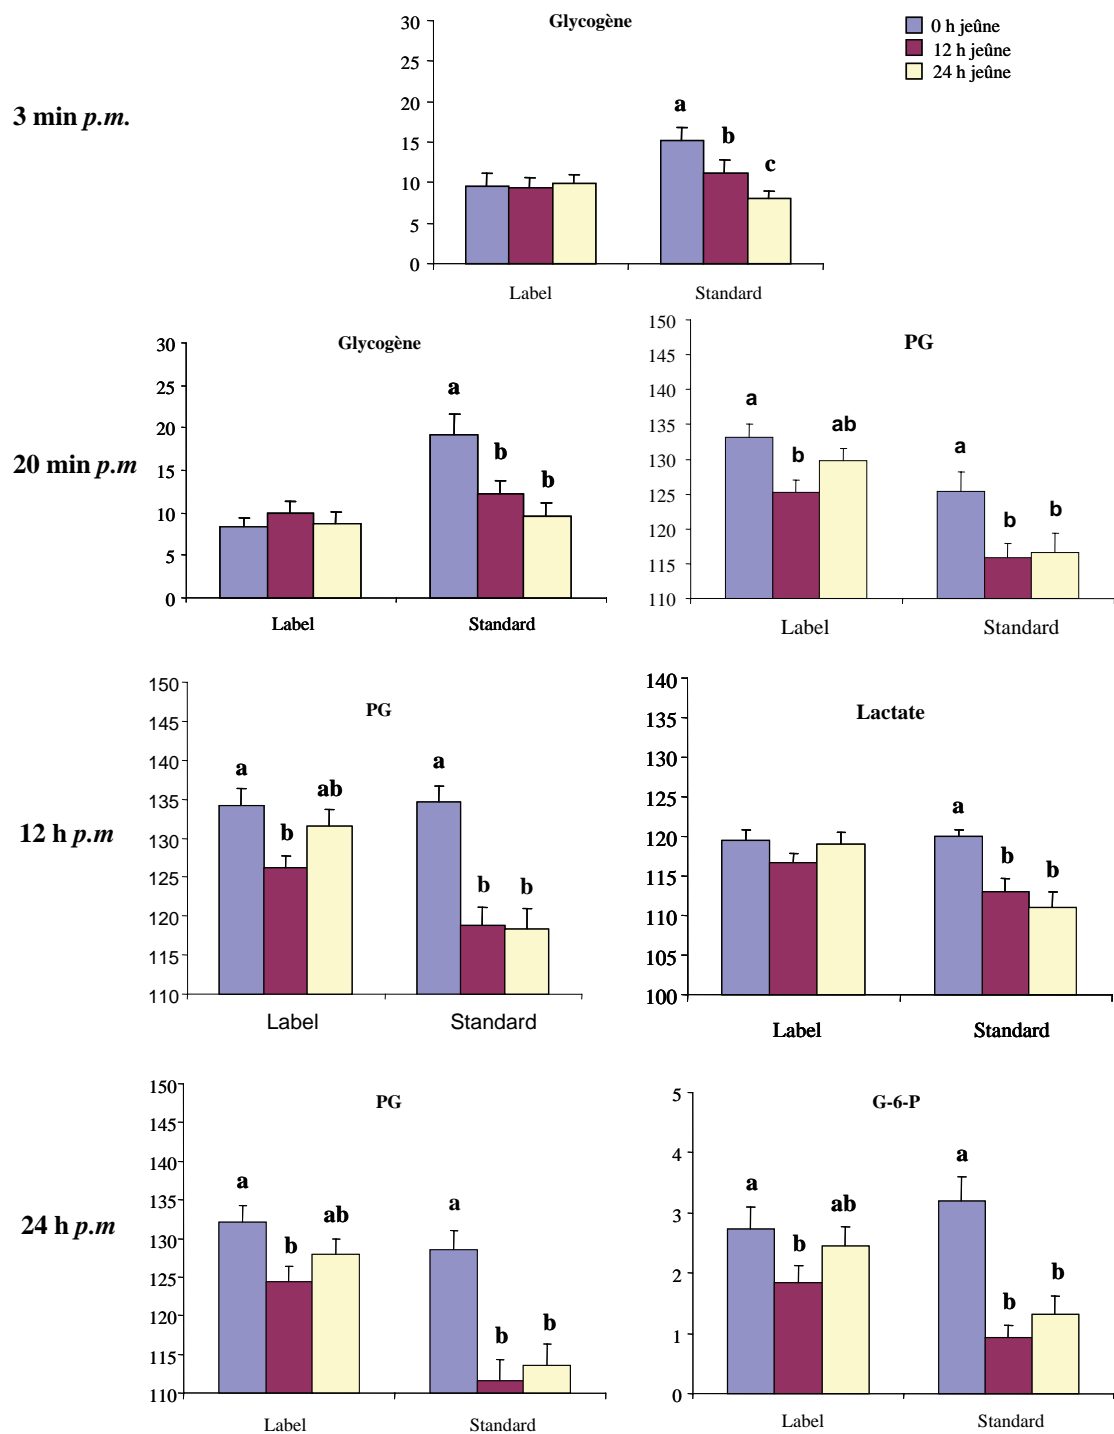 Glycogène
0 h jeûne
12 h jeûne
24 h jeûne
3 min p.m.
30
25
20
15
10
5
0
a
b
c
Label
Standard
20 min p.m
Glycogène
30
25
20
15
10
5
0
a
b
b
Label
Standard
PG
150
145
140
135
130
125
120
115
110
a
b
ab
a
b
b
Label
Standard
12 h p.m
PG
150
145
140
135
130
125
120
115
110
a
b
ab
a
b
b
Label
Standard
Lactate
140
135
130
125
120
115
110
105
100
a
b
b
Label
Standard
24 h p.m
PG
150
145
140
135
130
125
120
115
110
a
b
ab
a
b
b
Label
Standard
G-6-P
5
4
3
2
1
0
a
b
ab
a
b
b
Label
Standard